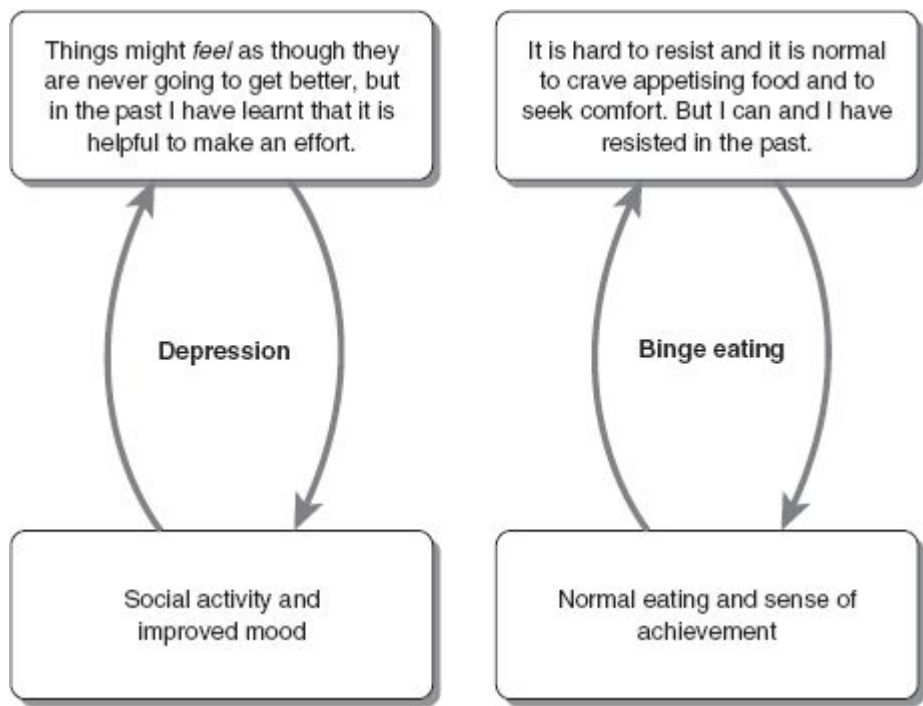 Things might feel as though they
are never going to get better, but
in the past I have learnt that it is
helpful to make an effort.
Depression
Social activity and
improved mood
It is hard to resist and it is normal
to crave appetising food and to
seek comfort. But I can and I have
resisted in the past.
Binge eating
Normal eating and sense of
achievement